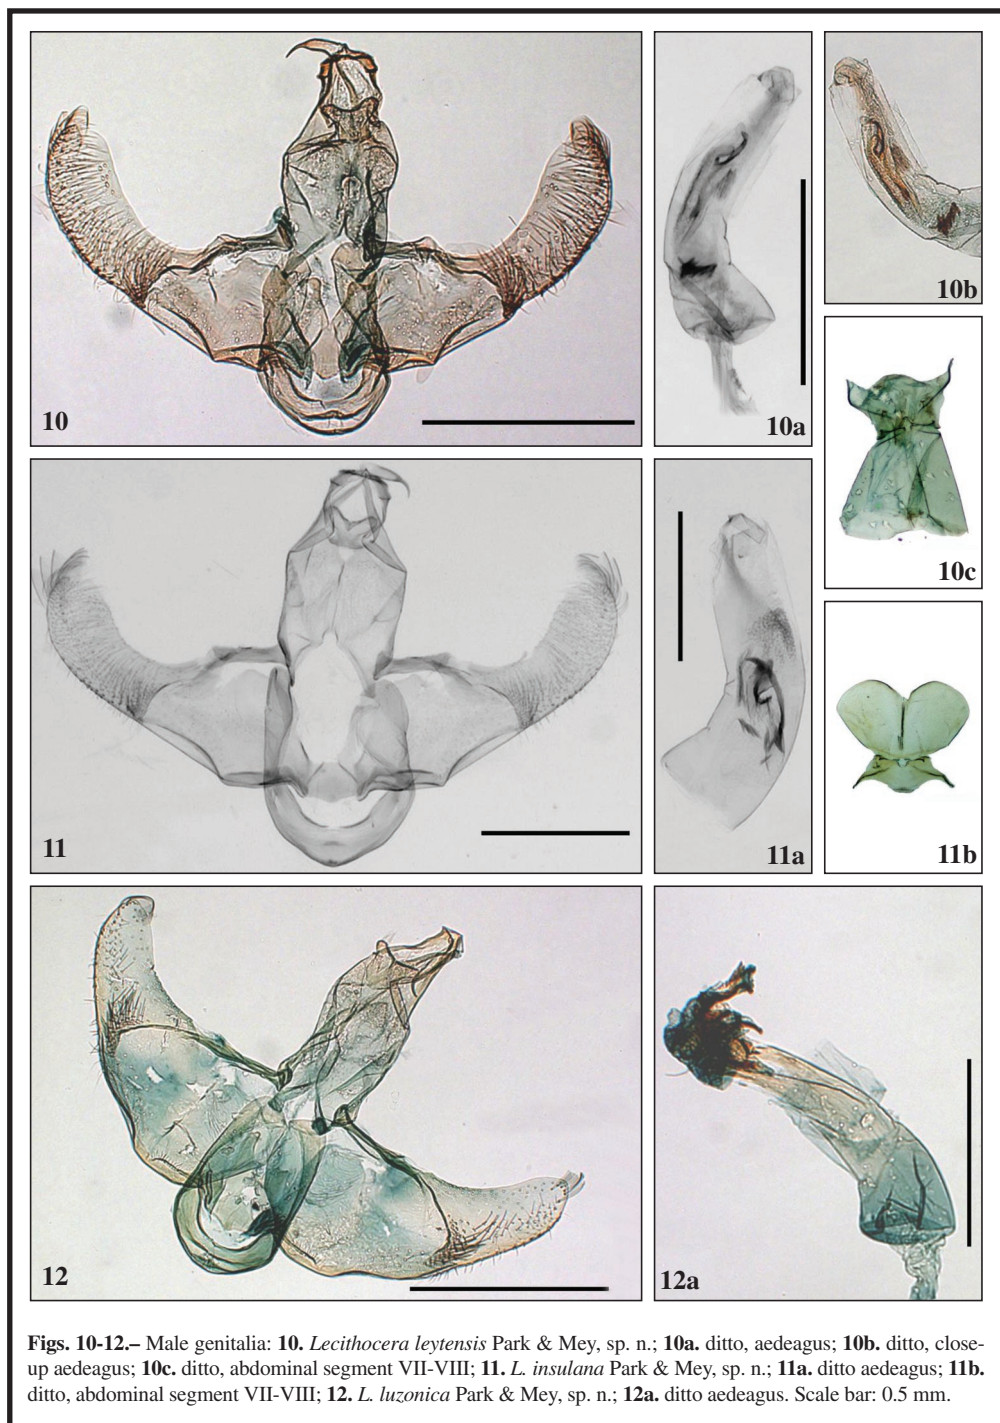 10
10a
10b
10c
11
11a
11b
12
12a
Figs. 10-12.– Male genitalia: 10. Lecithocera leytensis Park & Mey, sp. n.; 10a. ditto, aedeagus; 10b. ditto, close-
up aedeagus; 10c. ditto, abdominal segment VII-VIII; 11. L. insulana Park & Mey, sp. n.; 11a. ditto aedeagus; 11b.
ditto, abdominal segment VII-VIII; 12. L. luzonica Park & Mey, sp. n.; 12a. ditto aedeagus. Scale bar: 0.5 mm.